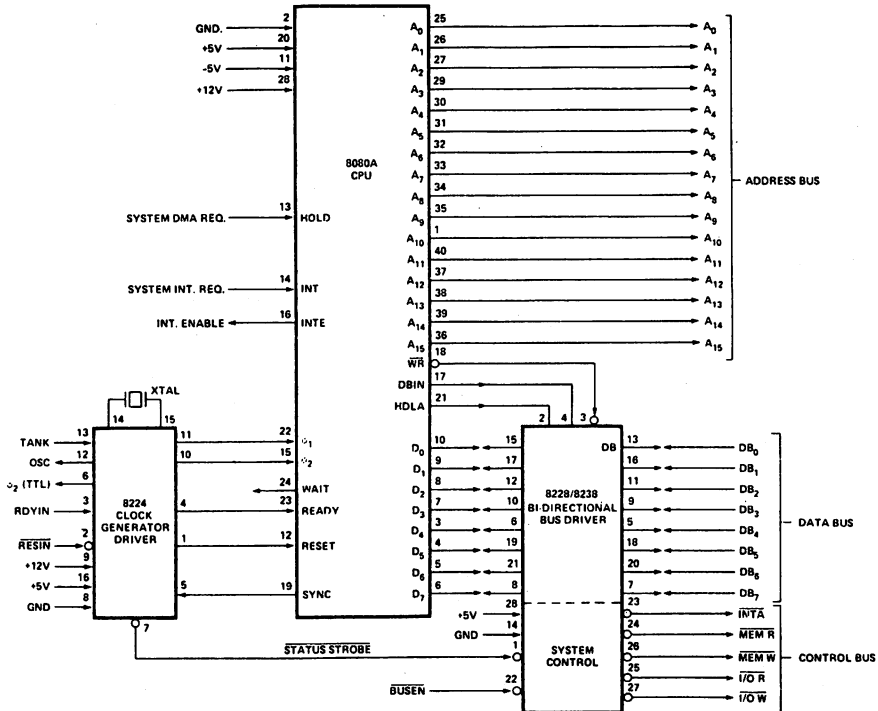 2
GND.
20
+5V
11
-5V
28
+12V
13
SYSTEM DMA REQ.
HOLD
14
SYSTEM INT. REQ.
INT
16
INT. ENABLE
INTE
8080A
CPU
A0 25 A0
A1 26 A1
A2 27 A2
A3 29 A3
A4 30 A4
A5 31 A5
A6 32 A6
A7 33 A7
A8 34 A8
A9 35 A9
A10 1 A10
A11 40 A11
A12 37 A12
A13 38 A13
A14 39 A14
A15 36 A15
ADDRESS BUS
WR 18
DBIN 17
HDLA 21
2 4 3
XTAL
14 15
TANK 13
OSC 12
φ2 (TTL) 6
RDYIN 3
RESIN 2
+12V 9
+5V 16
GND 8
8224
CLOCK
GENERATOR
DRIVER
11 22 φ1
10 15 φ2
24 WAIT
4 23 READY
1 12 RESET
5 19 SYNC
7
STATUS STROBE
D0 10 15 DB 13 DB0
D1 9 17 16 DB1
D2 8 12 11 DB2
D3 7 10 9 DB3
D4 3 6 5 DB4
D5 4 19 18 DB5
D6 5 21 20 DB6
D7 6 8 7 DB7
8228/8238
BI-DIRECTIONAL
BUS DRIVER
DATA BUS
+5V 28
GND 14
1
BUSEN 22
SYSTEM
CONTROL
23 INTA
24 MEM R
26 MEM W
25 I/O R
27 I/O W
CONTROL BUS